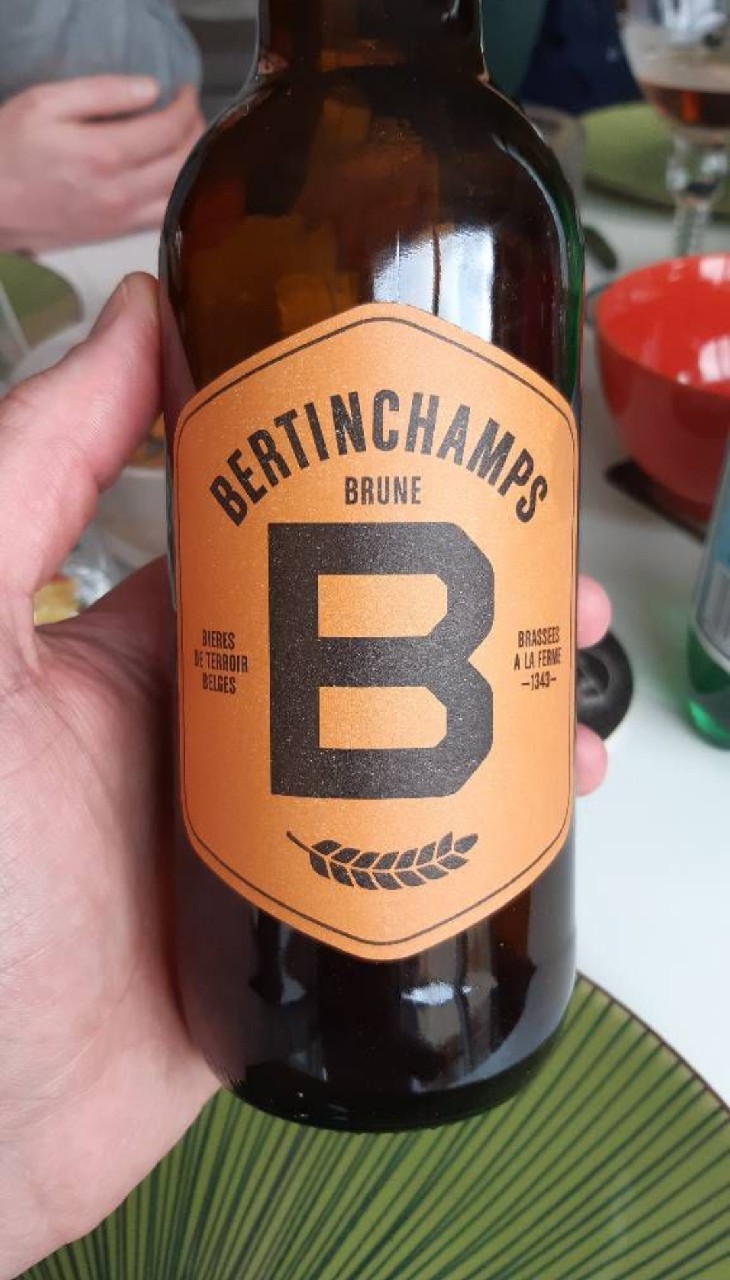 BERTINCHAMPS
BRUNE
B
BIERES
DE TERROIR
BELGES
BRASSEES
A LA FERME
—1343—